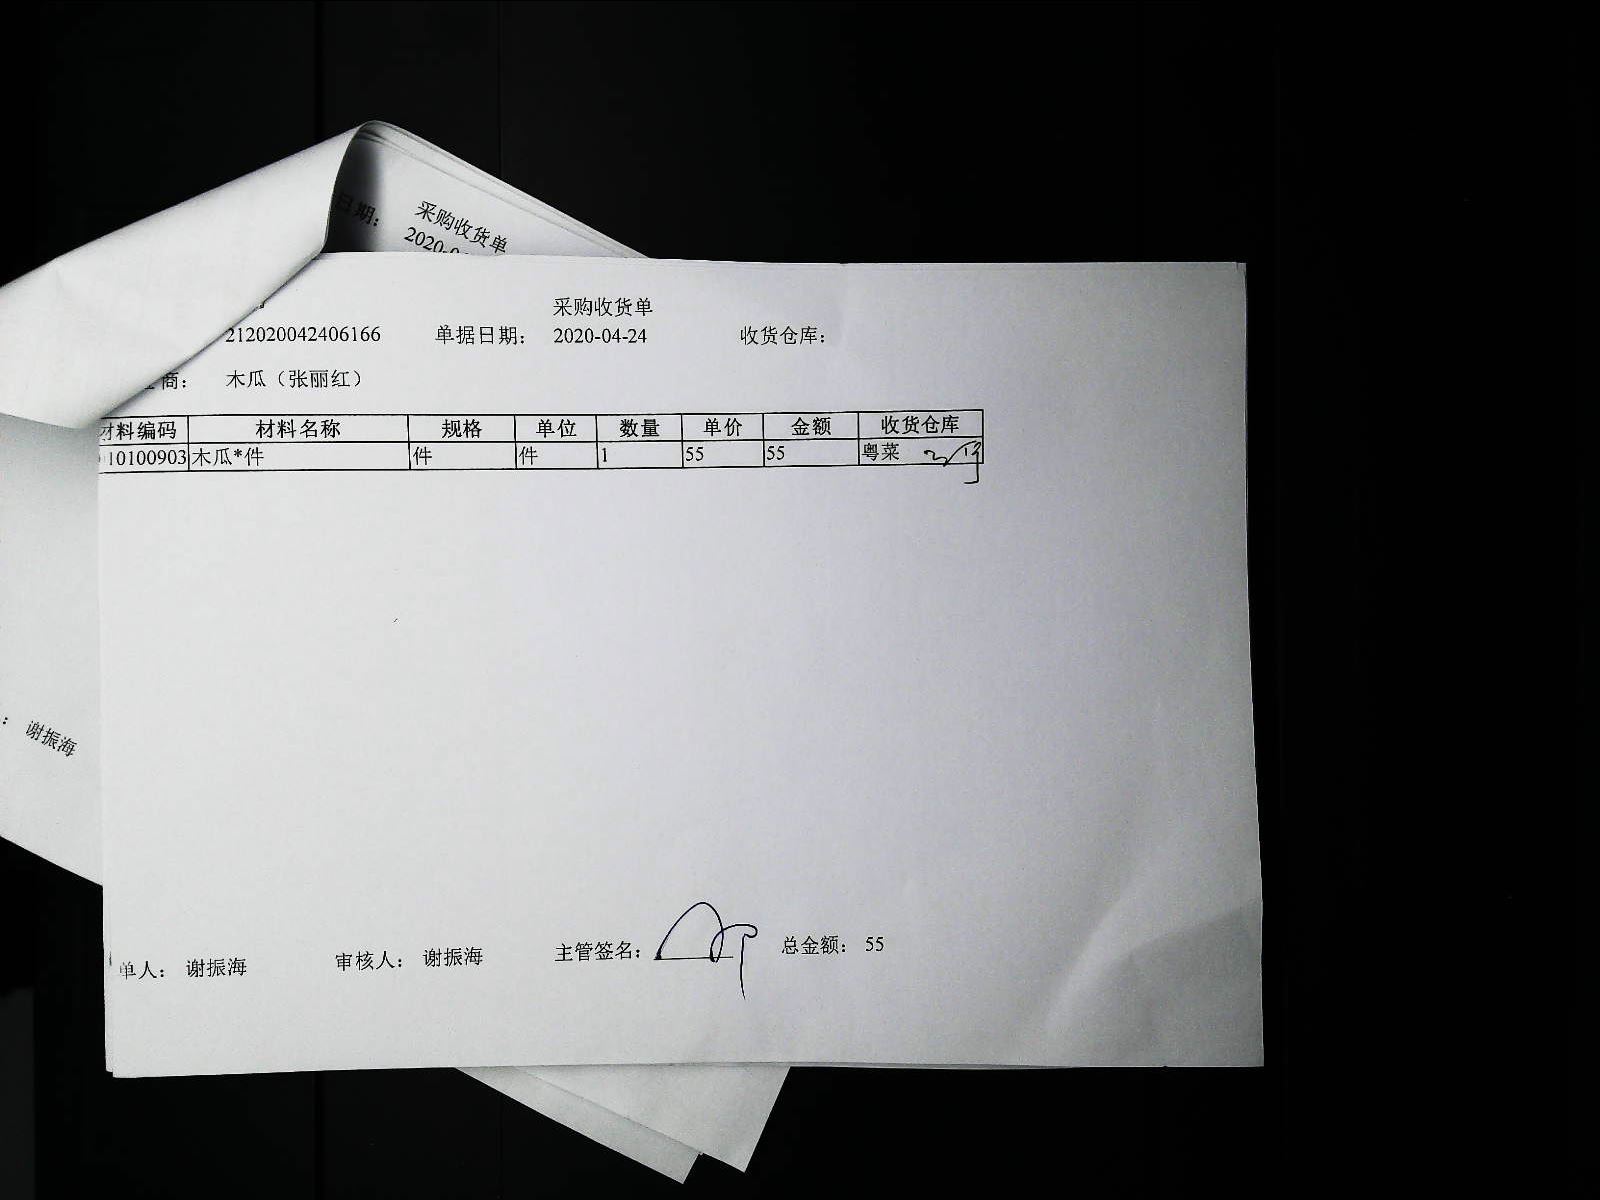 日期： 采购收货单
采购收货单
212020042406166 单据日期： 2020-04-24 收货仓库：
商： 木瓜（张丽红）
材料编码 材料名称 规格 单位 数量 单价 金额 收货仓库
10100903 木瓜*件 件 件 1 55 55 粤菜
： 谢振海
单人： 谢振海 审核人： 谢振海 主管签名： 总金额： 55